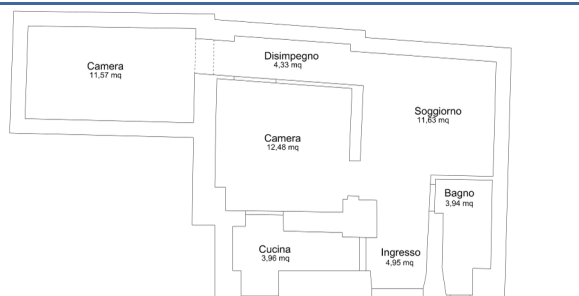 Disimpegno
4,33 mq
Camera
11,57 mq
Soggiorno
11,63 mq
Camera
12,48 mq
Bagno
3,94 mq
Cucina
3,96 mq
Ingresso
4,95 mq